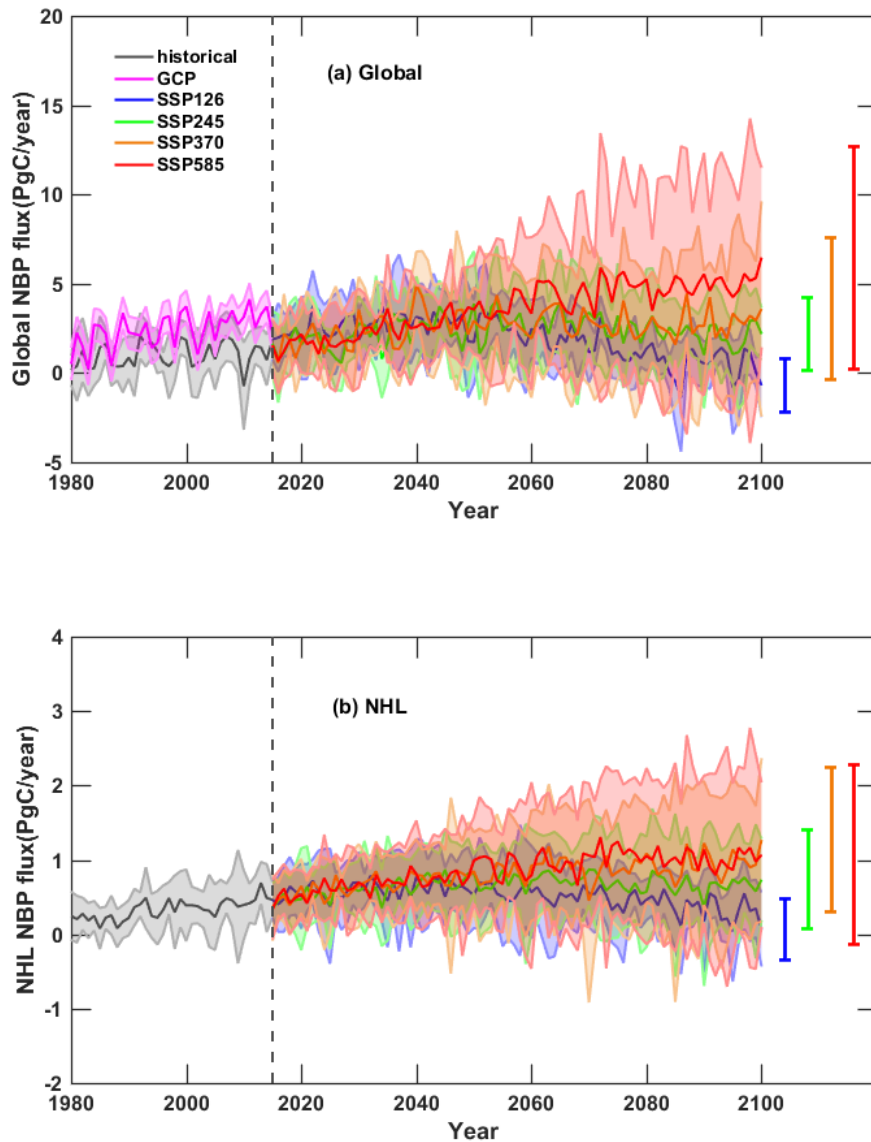 20
15
10
5
0
-5
Global NBP flux(PgC/year)
historical
GCP
SSP126
SSP245
SSP370
SSP585
(a) Global
1980 2000 2020 2040 2060 2080 2100
Year
4
3
2
1
0
-1
-2
NHL NBP flux(PgC/year)
(b) NHL
1980 2000 2020 2040 2060 2080 2100
Year